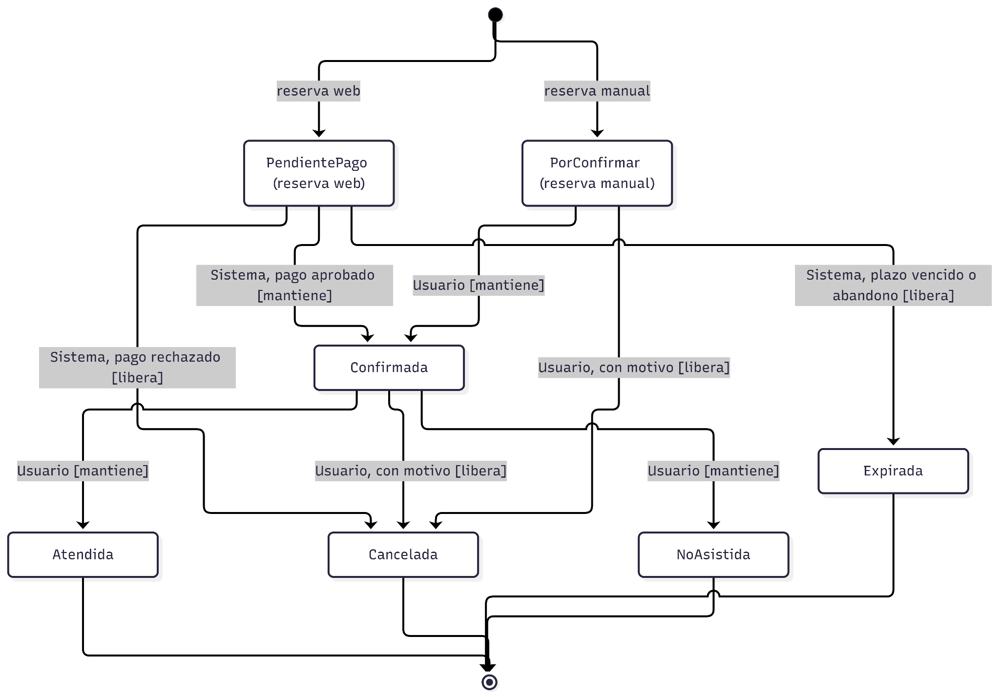 reserva web
reserva manual
PendientePago
(reserva web)
PorConfirmar
(reserva manual)
Sistema, pago aprobado
[mantiene]
Usuario [mantiene]
Sistema, plazo vencido o
abandono [libera]
Sistema, pago rechazado
[libera]
Confirmada
Usuario, con motivo [libera]
Usuario [mantiene]
Usuario, con motivo [libera]
Usuario [mantiene]
Expirada
Atendida
Cancelada
NoAsistida